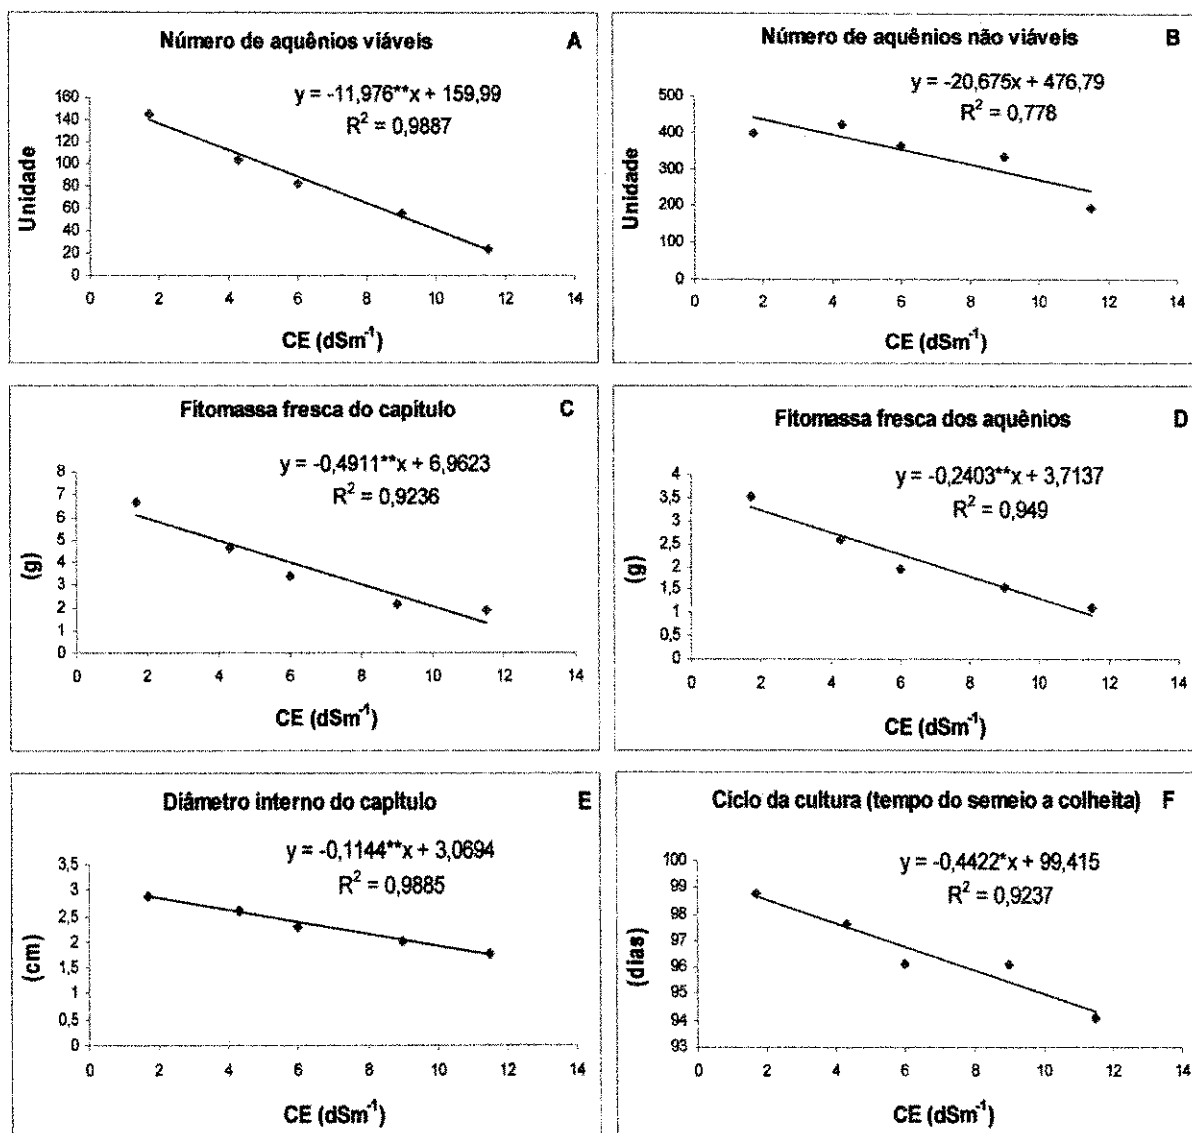 Número de aquênios viáveis A
y = -11,976**x + 159,99
R² = 0,9887
Unidade
160
140
120
100
80
60
40
20
0
0 2 4 6 8 10 12 14
CE (dSm⁻¹)
Número de aquênios não viáveis B
y = -20,675x + 476,79
R² = 0,778
Unidade
500
400
300
200
100
0
0 2 4 6 8 10 12 14
CE (dSm⁻¹)
Fitomassa fresca do capítulo C
y = -0,4911**x + 6,9623
R² = 0,9236
(g)
8
7
6
5
4
3
2
1
0
0 2 4 6 8 10 12 14
CE (dSm⁻¹)
Fitomassa fresca dos aquênios D
y = -0,2403**x + 3,7137
R² = 0,949
(g)
4
3,5
3
2,5
2
1,5
1
0,5
0
0 2 4 6 8 10 12 14
CE (dSm⁻¹)
Diâmetro interno do capítulo E
y = -0,1144**x + 3,0694
R² = 0,9885
(cm)
3,5
3
2,5
2
1,5
1
0,5
0
0 2 4 6 8 10 12 14
CE (dSm⁻¹)
Ciclo da cultura (tempo do semeio a colheita) F
y = -0,4422*x + 99,415
R² = 0,9237
(dias)
100
99
98
97
96
95
94
93
0 2 4 6 8 10 12 14
CE (dSm⁻¹)